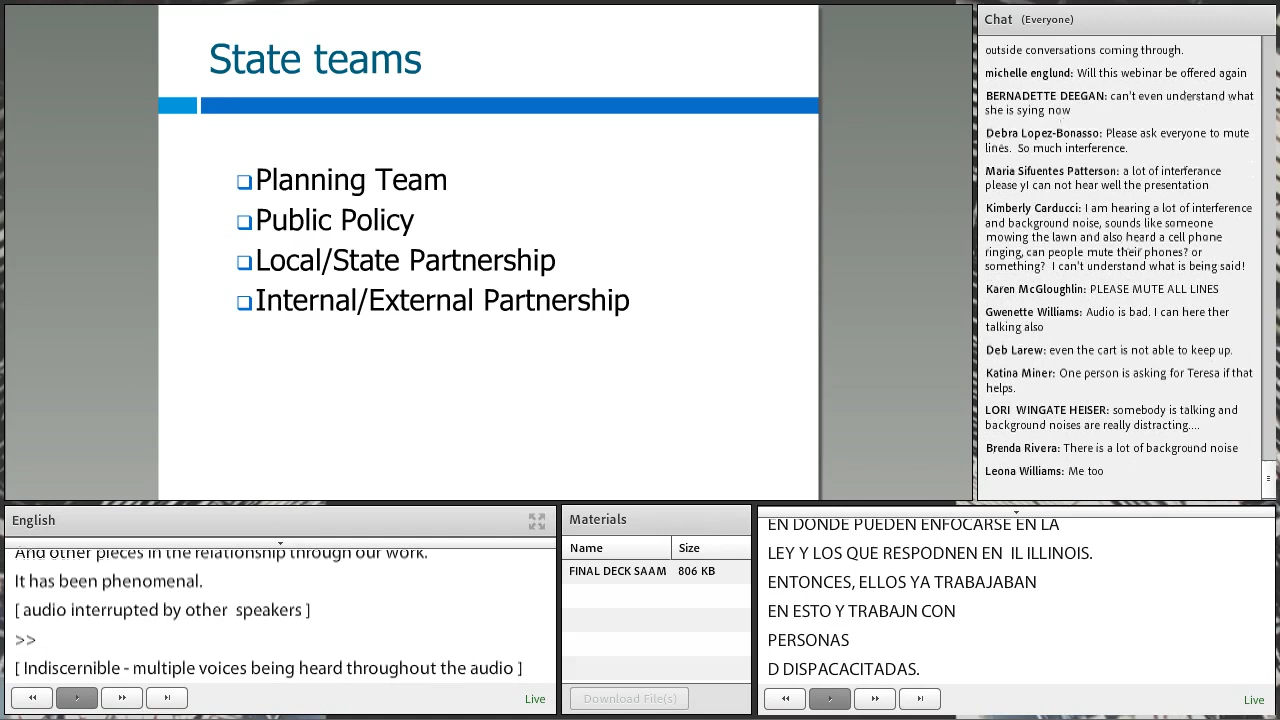 State teams
Planning Team
Public Policy
Local/State Partnership
Internal/External Partnership
Chat (Everyone)
outside conversations coming through.
michelle englund: Will this webinar be offered again
BERNADETTE DEEGAN: can't even understand what
she is sying now
Debra Lopez-Bonasso: Please ask everyone to mute
lines. So much interference.
Maria Sifuentes Patterson: a lot of interferance
please yI can not hear well the presentation
Kimberly Carducci: I am hearing a lot of interference
and background noise, sounds like someone
mowing the lawn and also heard a cell phone
ringing, can people mute their phones? or
something? I can't understand what is being said!
Karen McGloughlin: PLEASE MUTE ALL LINES
Gwenette Williams: Audio is bad. I can here ther
talking also
Deb Larew: even the cart is not able to keep up.
Katina Miner: One person is asking for Teresa if that
helps.
LORI WINGATE HEISER: somebody is talking and
background noises are really distracting....
Brenda Rivera: There is a lot of background noise
Leona Williams: Me too
English
And other pieces in the relationship through our work.
It has been phenomenal.
[ audio interrupted by other speakers ]
>>
[ Indiscernible - multiple voices being heard throughout the audio ]
Live
Materials
Name Size
FINAL DECK SAAM 806 KB
Download File(s)
EN DONDE PUEDEN ENFOCARSE EN LA
LEY Y LOS QUE RESPODNEN EN IL ILLINOIS.
ENTONCES, ELLOS YA TRABAJABAN
EN ESTO Y TRABAJN CON
PERSONAS
D DISPACACITADAS.
Live